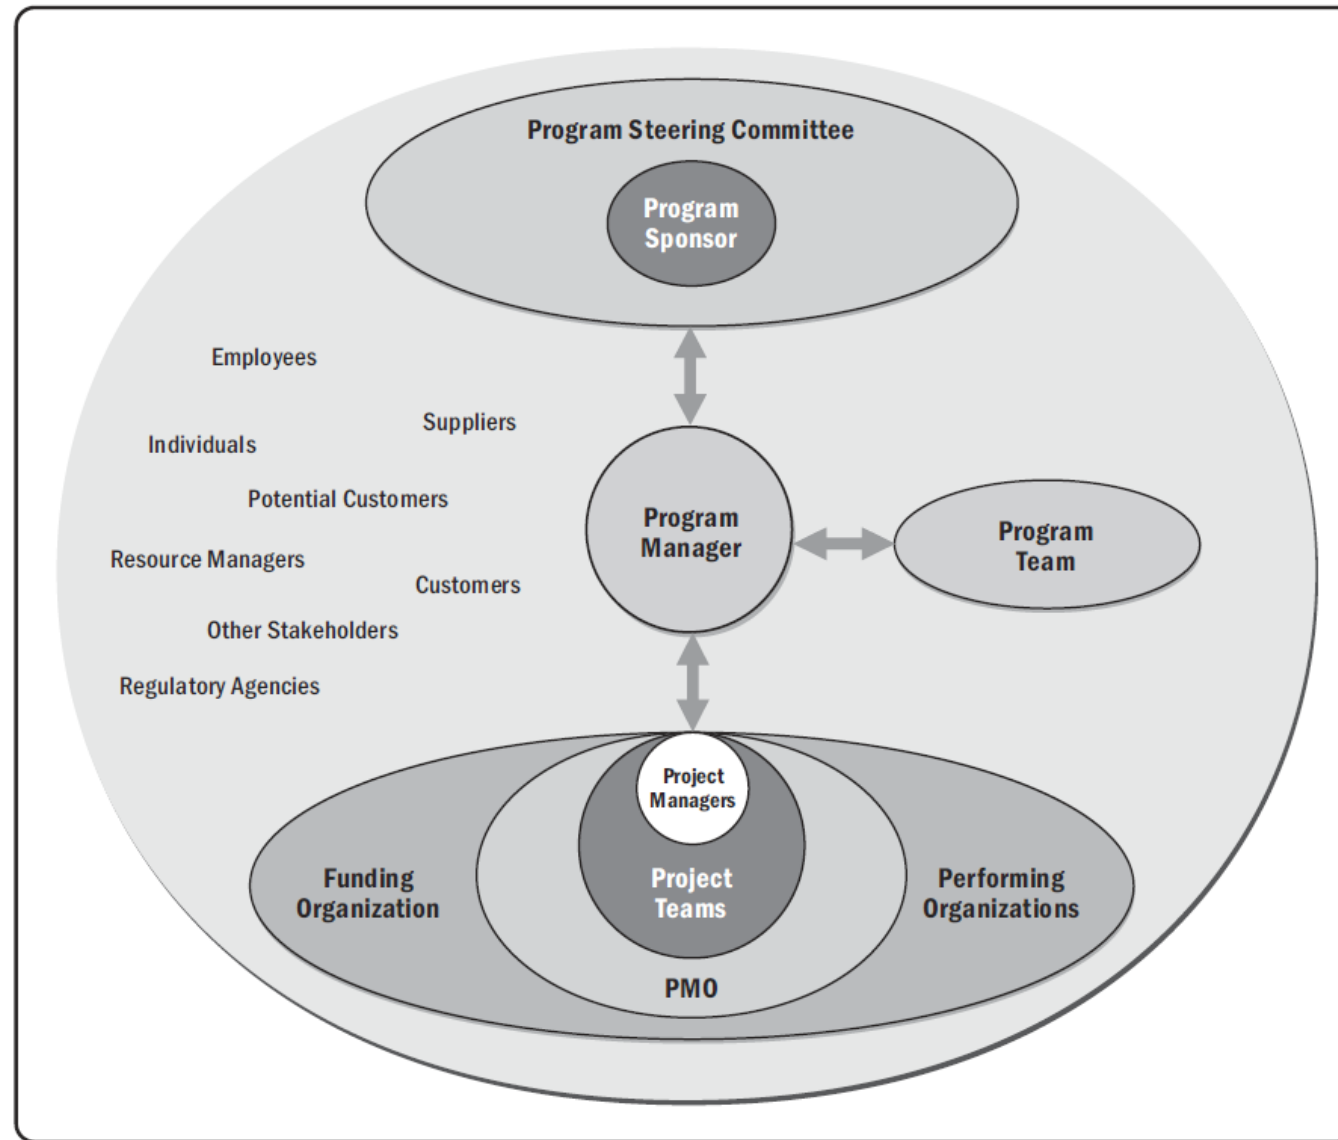 Program Steering Committee
Program
Sponsor
Employees
Suppliers
Individuals
Potential Customers
Program
Manager
Program
Team
Resource Managers
Customers
Other Stakeholders
Regulatory Agencies
Project
Managers
Funding
Organization
Project
Teams
Performing
Organizations
PMO